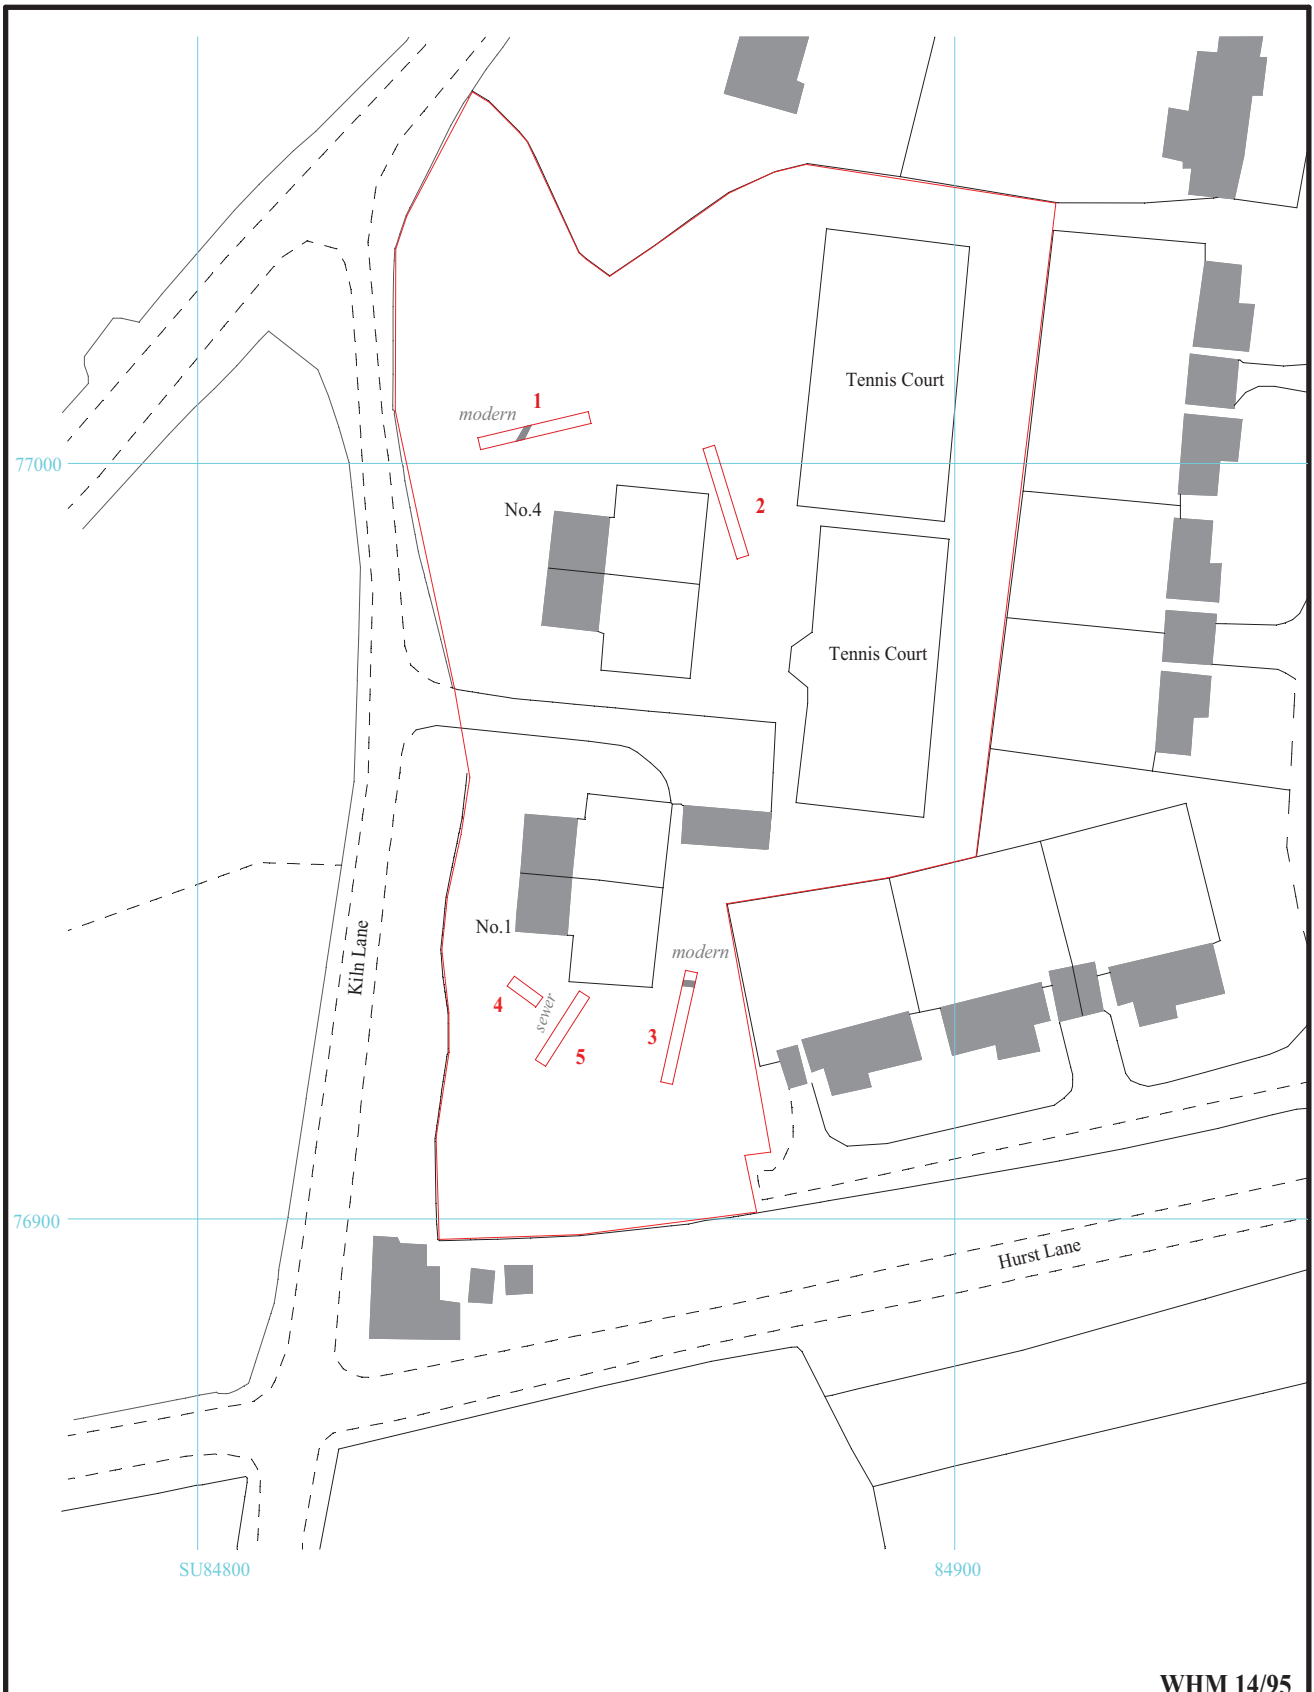 Tennis Court
modern
1
77000
No.4
2
Tennis Court
No.1
Kiln Lane
modern
4
sewer
5
3
76900
Hurst Lane
SU84800
84900
WHM 14/95